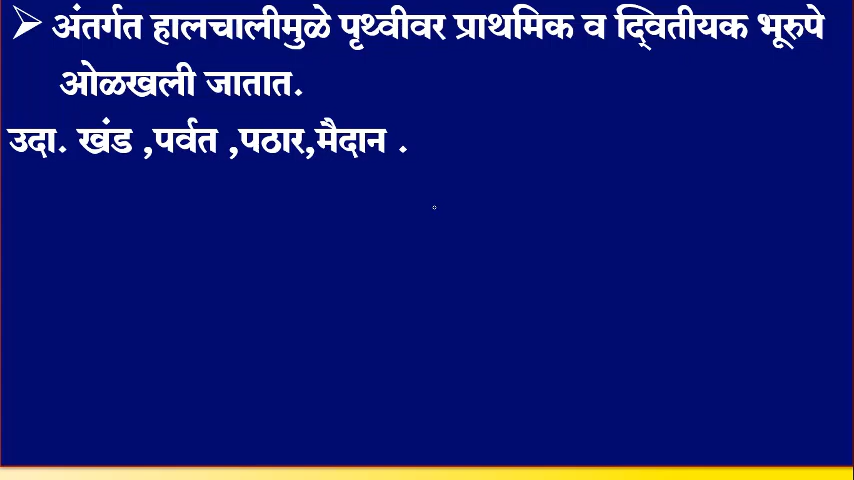 ➢ अंतर्गत हालचालीमुळे पृथ्वीवर प्राथमिक व द्वितीयक भूरुपे
ओळखली जातात.
उदा. खंड ,पर्वत ,पठार,मैदान .